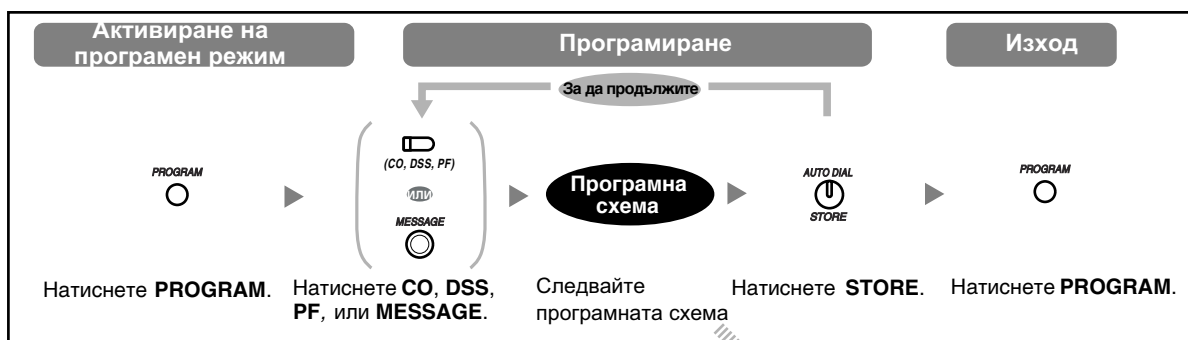 Активиране на
програмен режим
Програмиране
Изход
За да продължите
PROGRAM
(CO, DSS, PF)
или
MESSAGE
Програмна
схема
AUTO DIAL
STORE
PROGRAM
Натиснете PROGRAM.
Натиснете CO, DSS,
PF, или MESSAGE.
Следвайте
програмната схема
Натиснете STORE.
Натиснете PROGRAM.